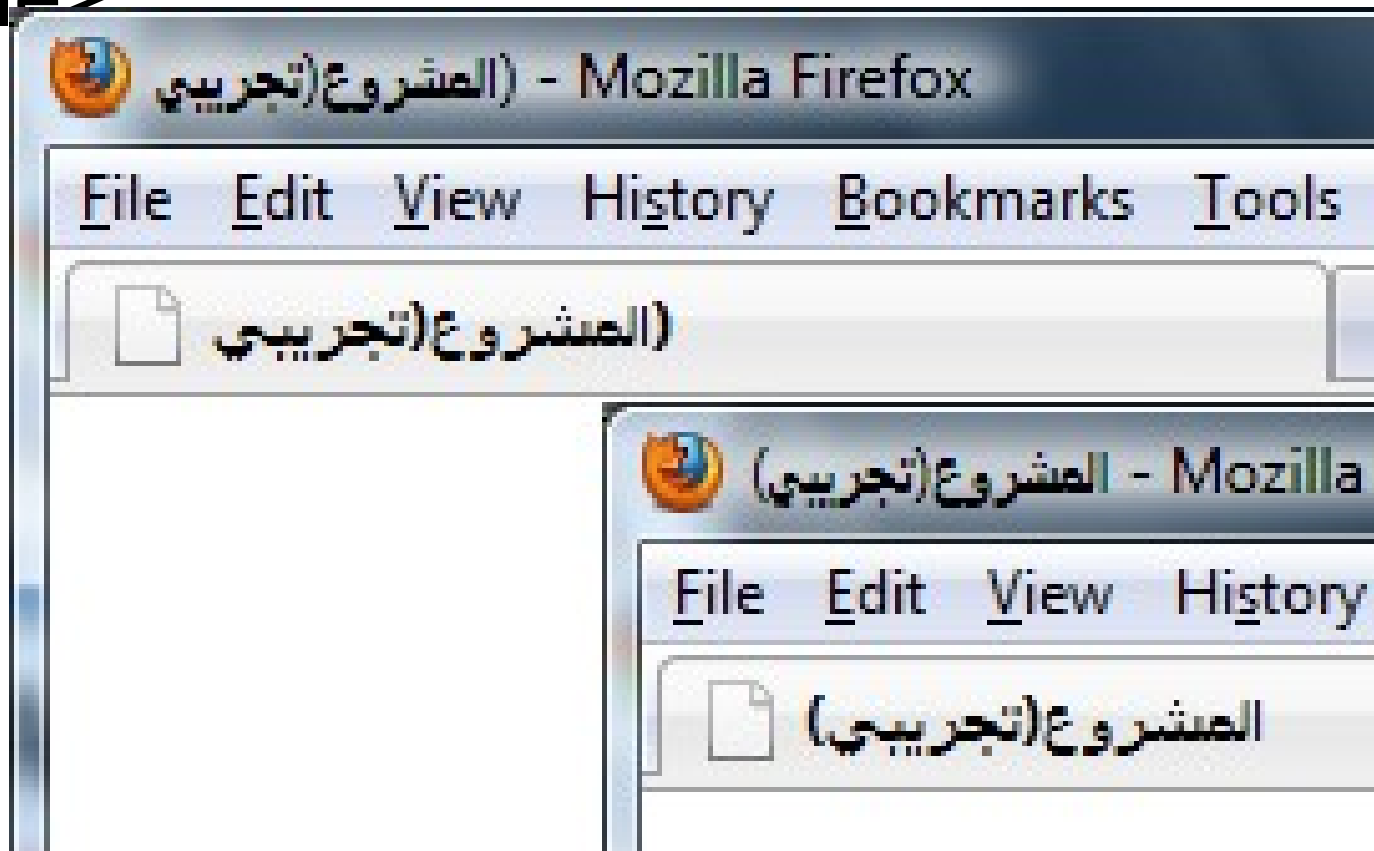 المشروع(تجريبي) - Mozilla Firefox
File Edit View History Bookmarks Tools
المشروع(تجريبي)
المشروع(تجريبي) - Mozilla
File Edit View History
المشروع(تجريبي)